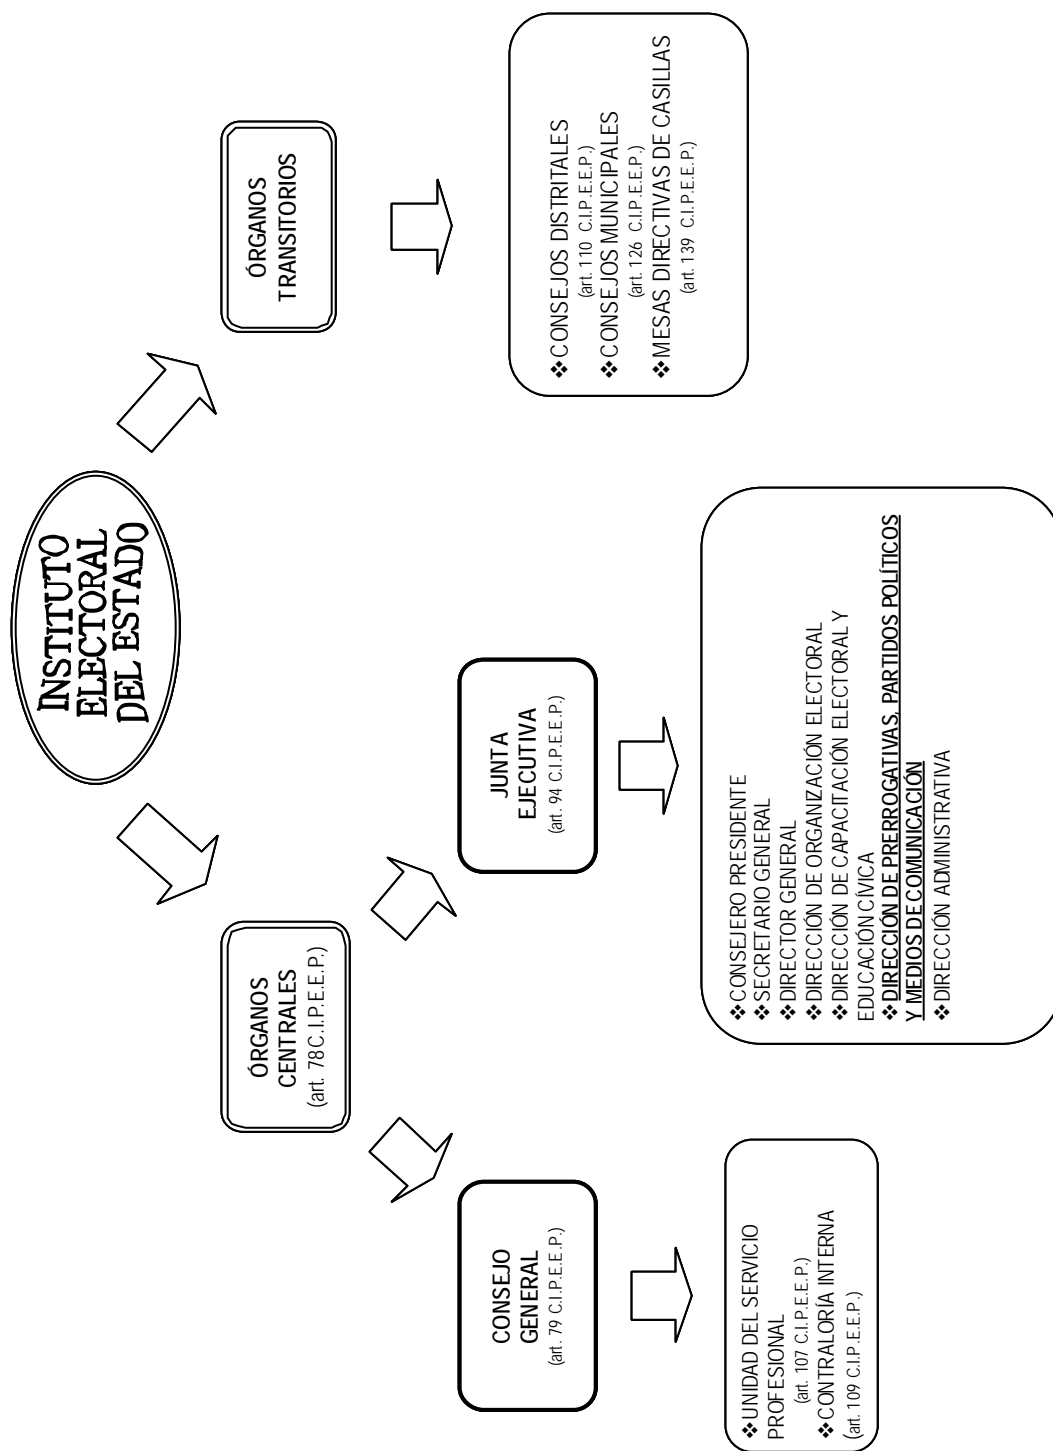 INSTITUTO
ELECTORAL
DEL ESTADO
ÓRGANOS
CENTRALES
(art. 78C.I.P.E.E.P.)
ÓRGANOS
TRANSITORIOS
CONSEJO
GENERAL
(art. 79 C.I.P.E.E.P.)
JUNTA
EJECUTIVA
(art. 94 C.I.P.E.E.P.)
❖CONSEJOS DISTRITALES
(art. 110 C.I.P.E.E.P.)
❖CONSEJOS MUNICIPALES
(art. 126 C.I.P.E.E.P.)
❖MESAS DIRECTIVAS DE CASILLAS
(art. 139 C.I.P.E.E.P.)
❖UNIDAD DEL SERVICIO
PROFESIONAL
(art. 107 C.I.P.E.E.P.)
❖CONTRALORÍA INTERNA
(art. 109 C.I.P.E.E.P.)
❖CONSEJERO PRESIDENTE
❖SECRETARIO GENERAL
❖DIRECTOR GENERAL
❖DIRECCIÓN DE ORGANIZACIÓN ELECTORAL
❖DIRECCIÓN DE CAPACITACIÓN ELECTORAL Y
EDUCACIÓN CÍVICA
❖DIRECCIÓN DE PRERROGATIVAS, PARTIDOS POLÍTICOS
Y MEDIOS DE COMUNICACIÓN
❖DIRECCIÓN ADMINISTRATIVA